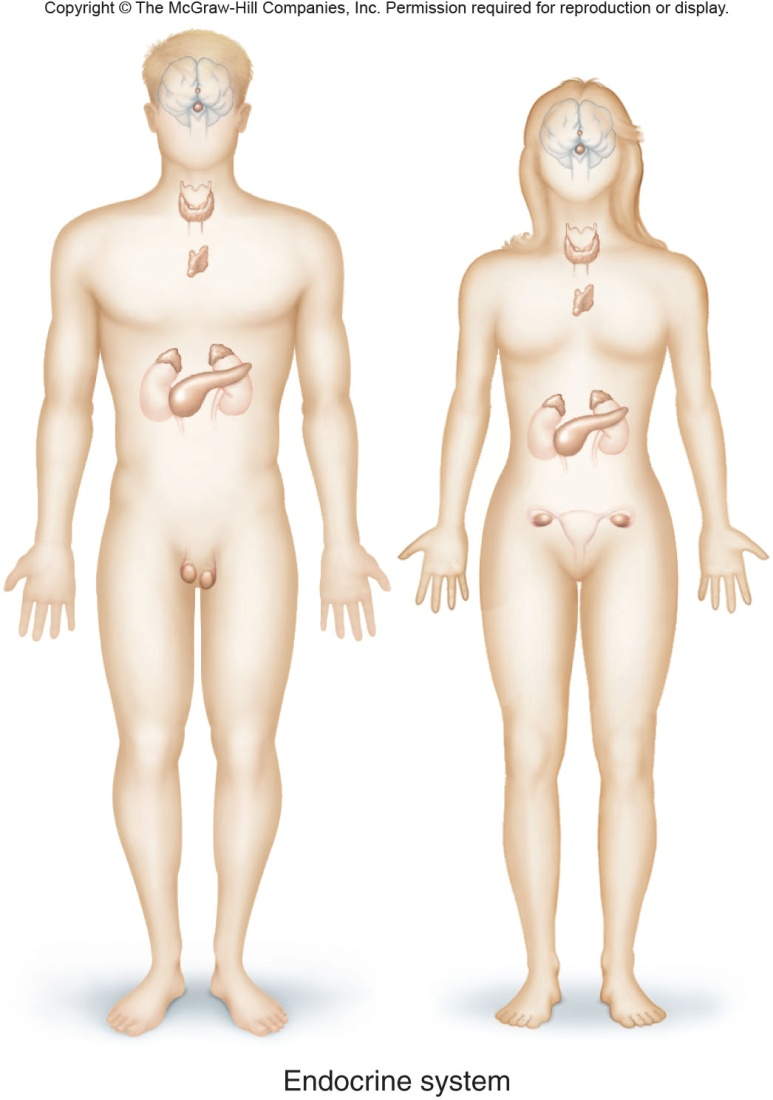 Copyright © The McGraw-Hill Companies, Inc. Permission required for reproduction or display.
Endocrine system